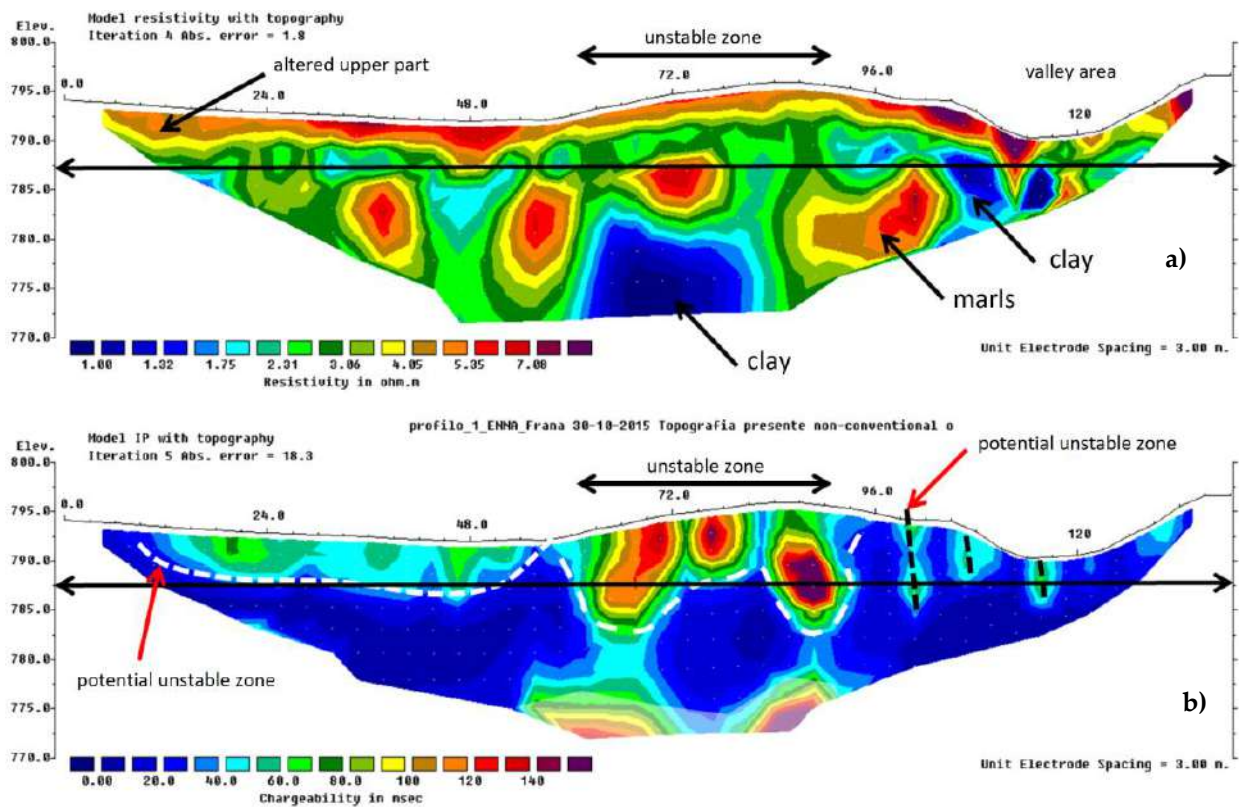 Model resistivity with topography
Iteration 4 Abs. error = 1.8
Elev.
800.0
unstable zone
altered upper part
valley area
0.0
24.0
48.0
72.0
96.0
120
795.0
790.0
785.0
780.0
775.0
770.0
clay
a)
marls
clay
1.00 1.32 1.75 2.31 3.06 4.05 5.35 7.08
Resistivity in ohm.m
Unit Electrode Spacing = 3.00 m.
profilo_1_ENNA_Frana 30-10-2015 Topografia presente non-conventional o
Model IP with topography
Iteration 5 Abs. error = 18.3
Elev.
800.0
unstable zone
potential unstable zone
0.0
24.0
48.0
72.0
96.0
120
795.0
790.0
785.0
780.0
775.0
770.0
potential unstable zone
b)
0.00 20.0 40.0 60.0 80.0 100 120 140
Chargeability in msec
Unit Electrode Spacing = 3.00 m.